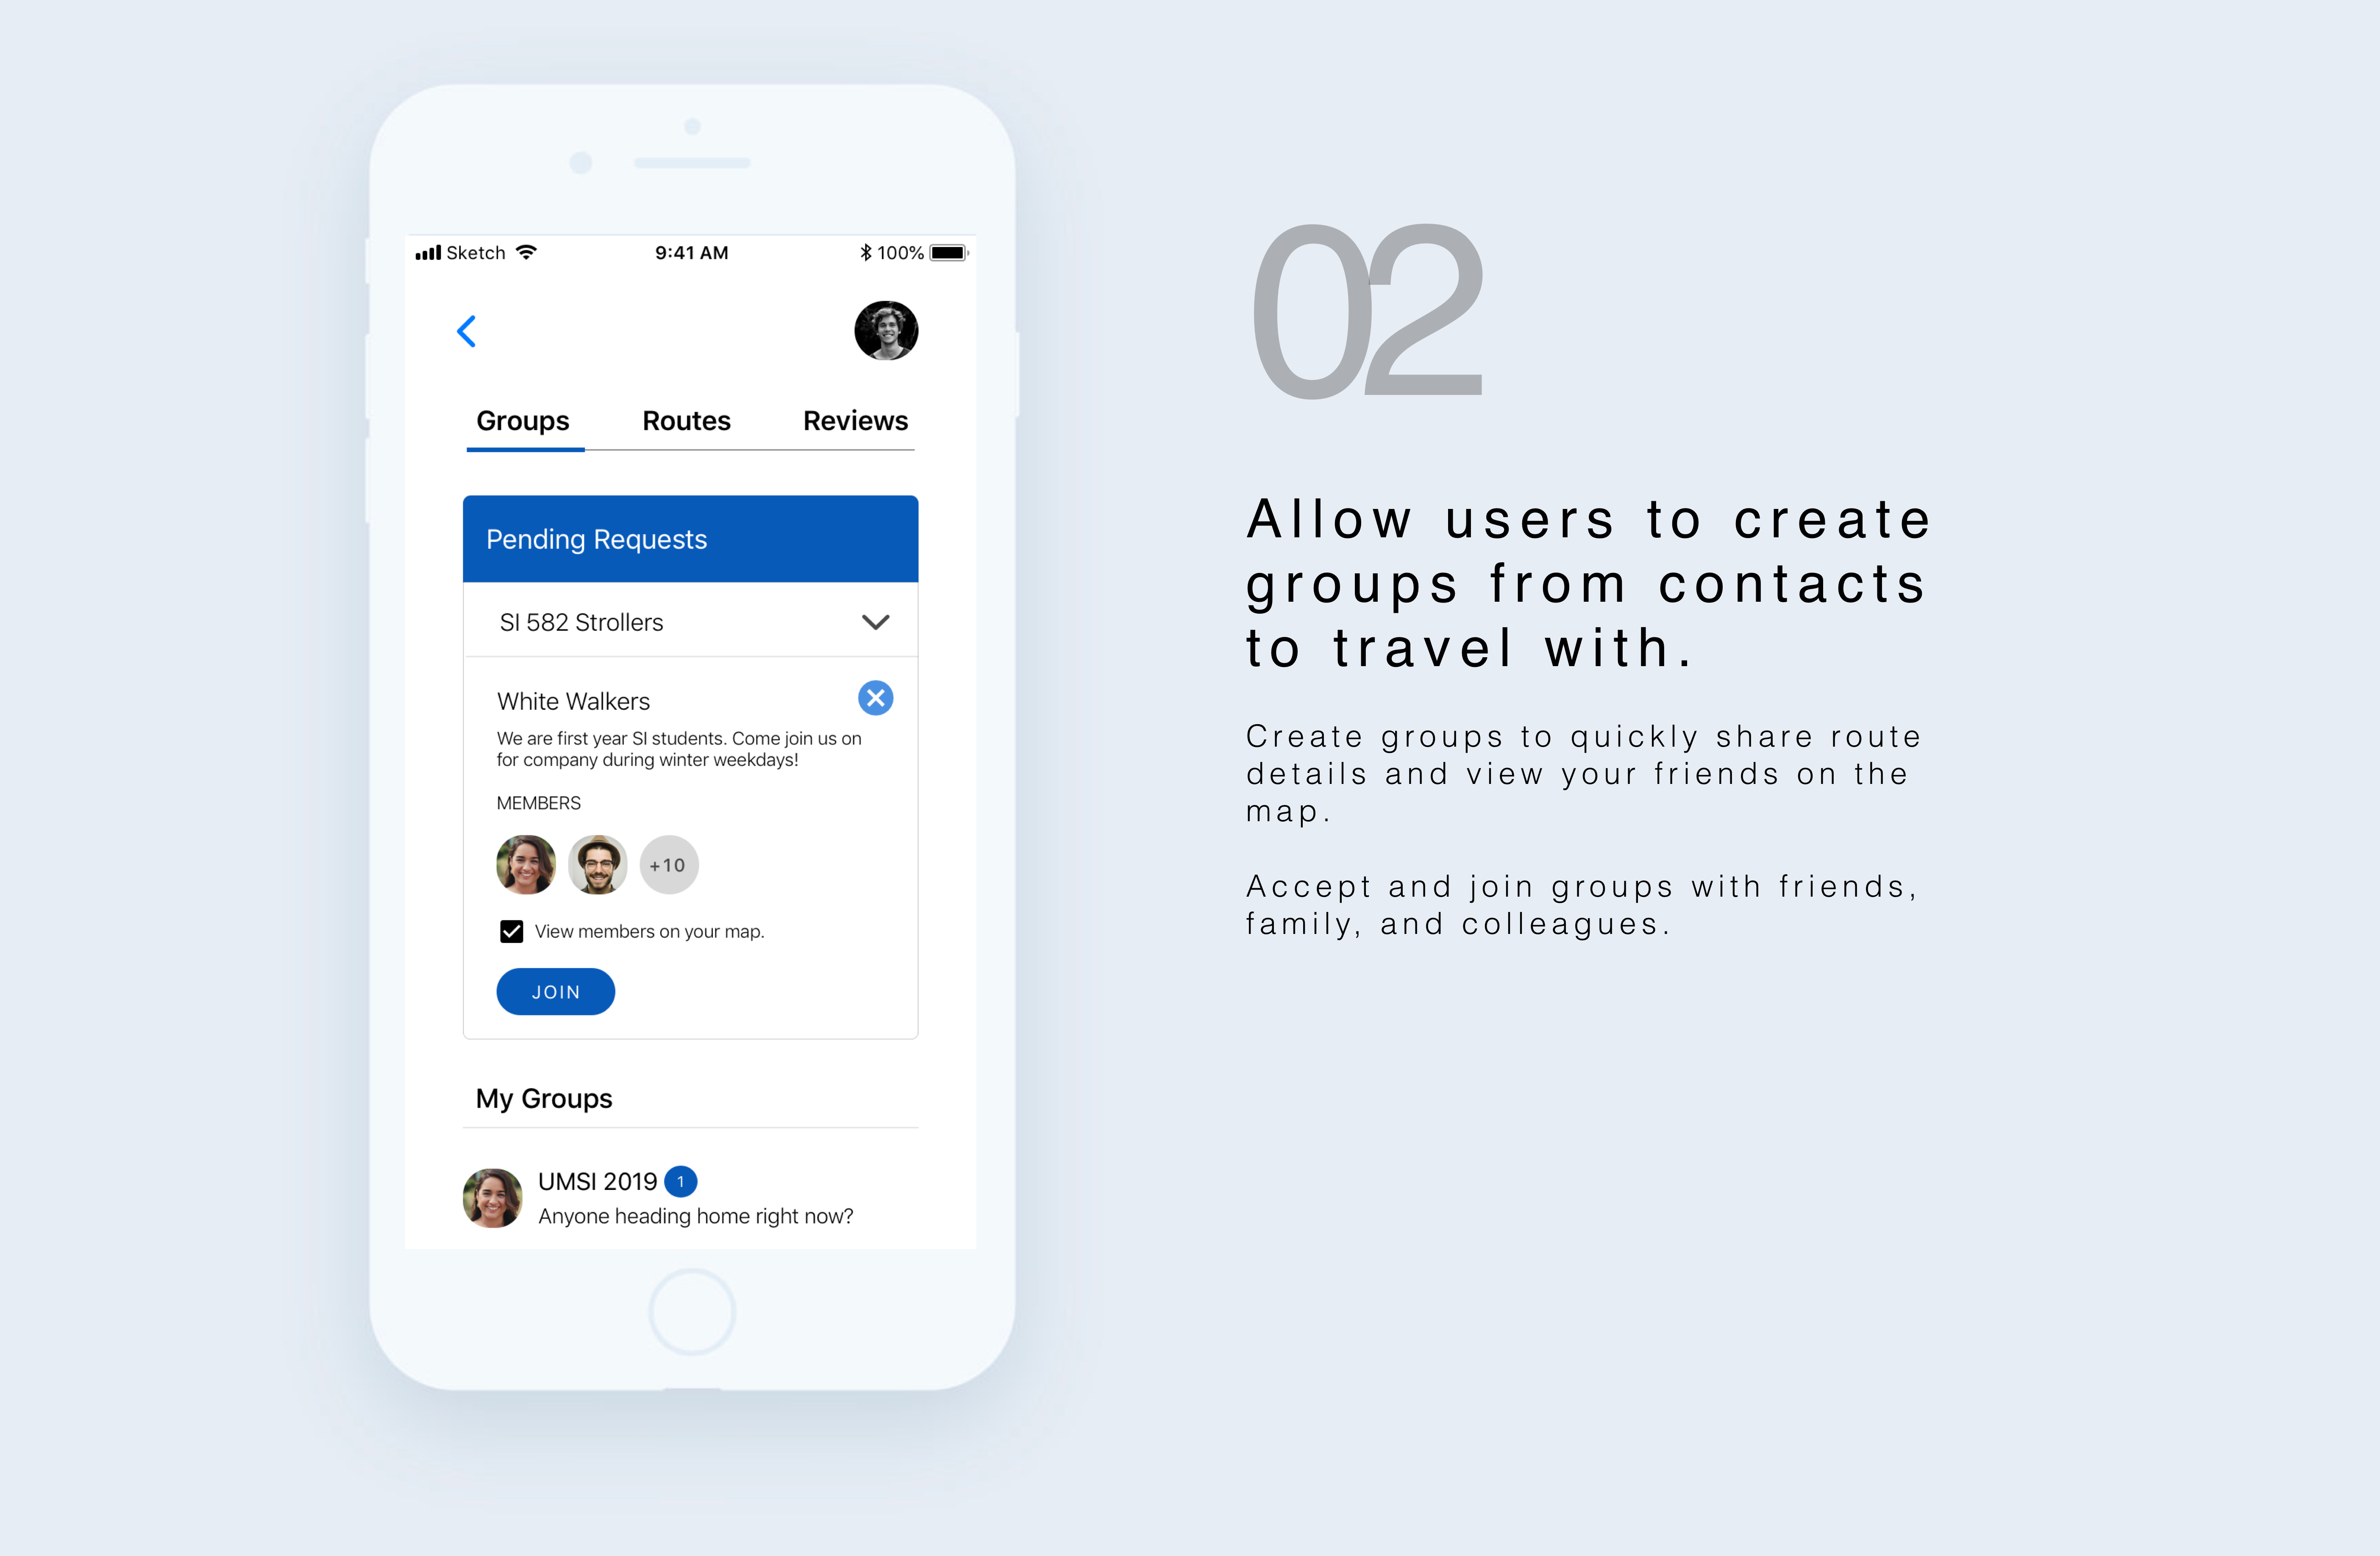 Sketch 9:41 AM 100%
Groups Routes Reviews
Pending Requests
SI 582 Strollers
White Walkers
We are first year SI students. Come join us on
for company during winter weekdays!
MEMBERS
+10
View members on your map.
JOIN
My Groups
UMSI 2019 1
Anyone heading home right now?
02
Allow users to create
groups from contacts
to travel with.
Create groups to quickly share route
details and view your friends on the
map.
Accept and join groups with friends,
family, and colleagues.